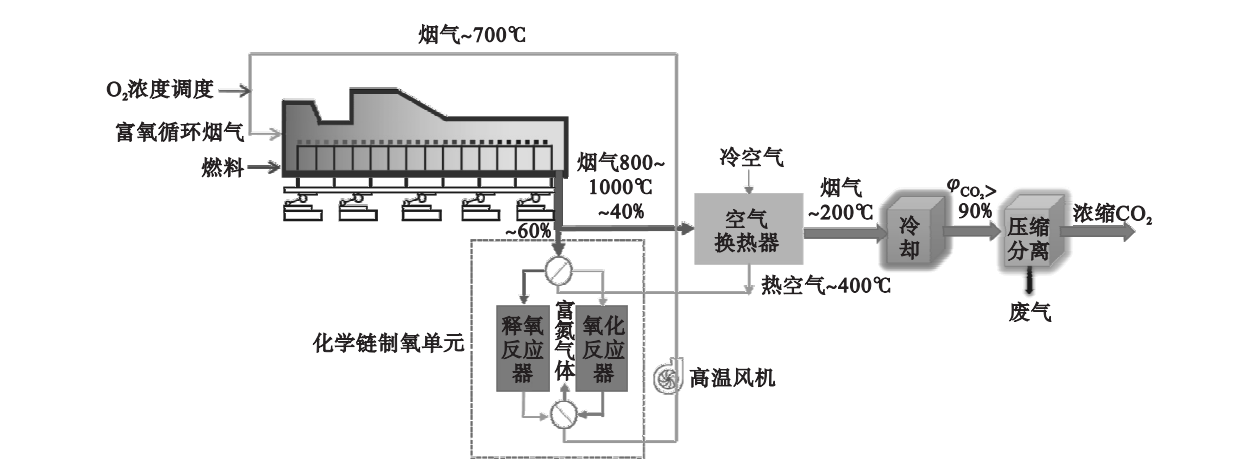 烟气~700℃
O₂浓度调度
富氧循环烟气
燃料
烟气800~
1000℃
~40%
~60%
冷空气
空气
换热器
烟气
~200℃
冷
却
φCO₂>
90%
压缩
分离
浓缩CO₂
废气
热空气~400℃
化学链制氧单元
释氧
反应
器
富
氮
气
体
氧化
反应
器
高温风机